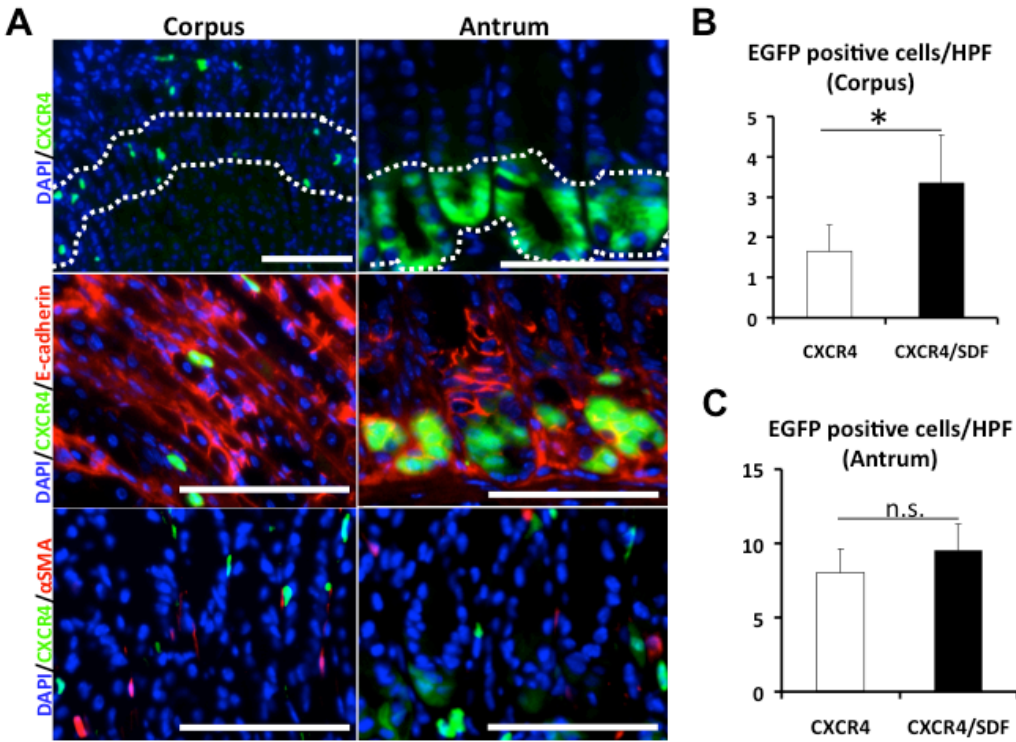 A
Corpus
Antrum
DAPI/CXCR4
DAPI/CXCR4/E-cadherin
DAPI/CXCR4/αSMA
B
EGFP positive cells/HPF
(Corpus)
*
5
4
3
2
1
0
CXCR4
CXCR4/SDF
C
EGFP positive cells/HPF
(Antrum)
n.s.
15
10
5
0
CXCR4
CXCR4/SDF